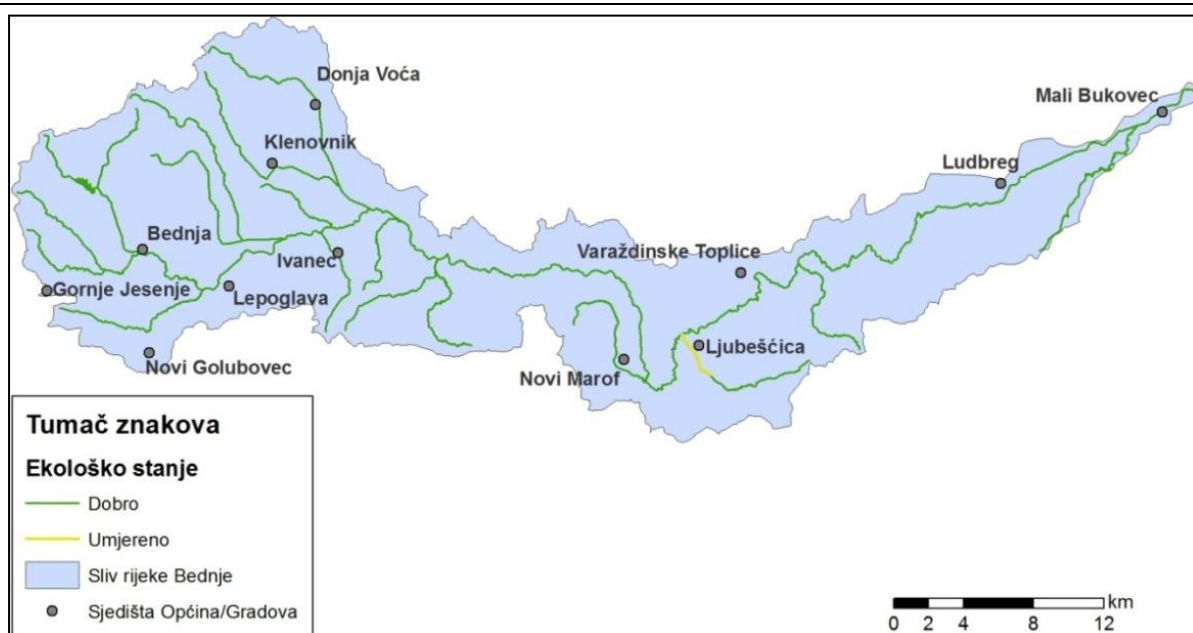 Donja Voća
Mali Bukovec
Klenovnik
Ludbreg
Bednja
Varaždinske Toplice
Ivanec
Gornje Jesenje
Lepoglava
Ljubešćica
Novi Golubovec
Novi Marof
Tumač znakova
Ekološko stanje
Dobro
Umjereno
Sliv rijeke Bednje
Sjedišta Općina/Gradova
km
0 2 4 8 12